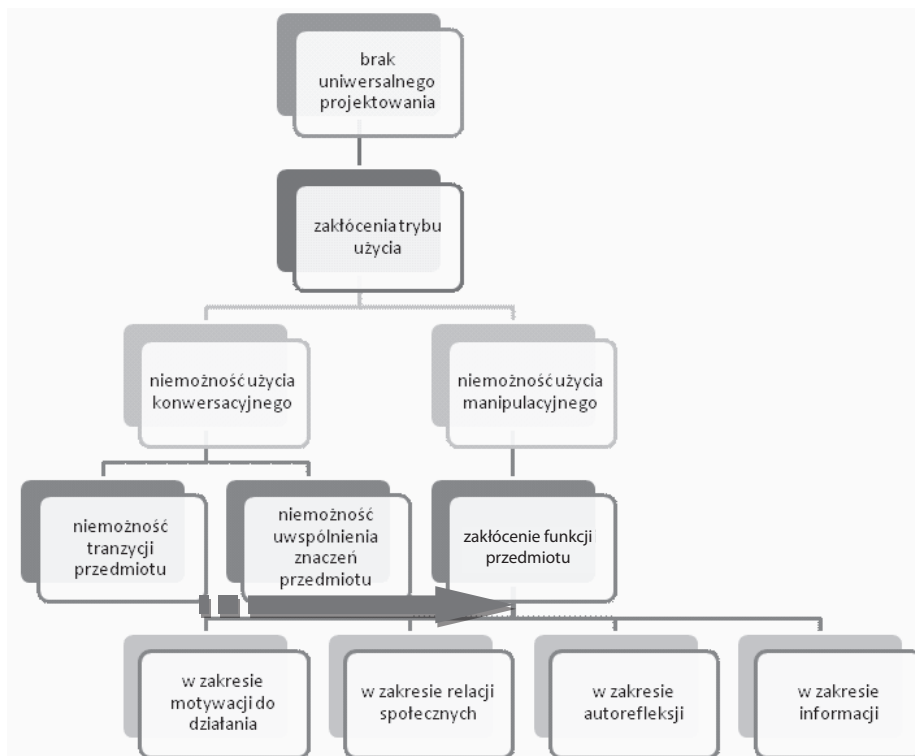 brak
uniwersalnego
projektowania
zakłócenia trybu
użycia
niemożność użycia
konwersacyjnego
niemożność użycia
manipulacyjnego
niemożność
tranzycji
przedmiotu
niemożność
uwspólnienia
znaczeń
przedmiotu
zakłócenie funkcji
przedmiotu
w zakresie
motywacji do
działania
w zakresie relacji
społecznych
w zakresie
autorefleksji
w zakresie
informacji